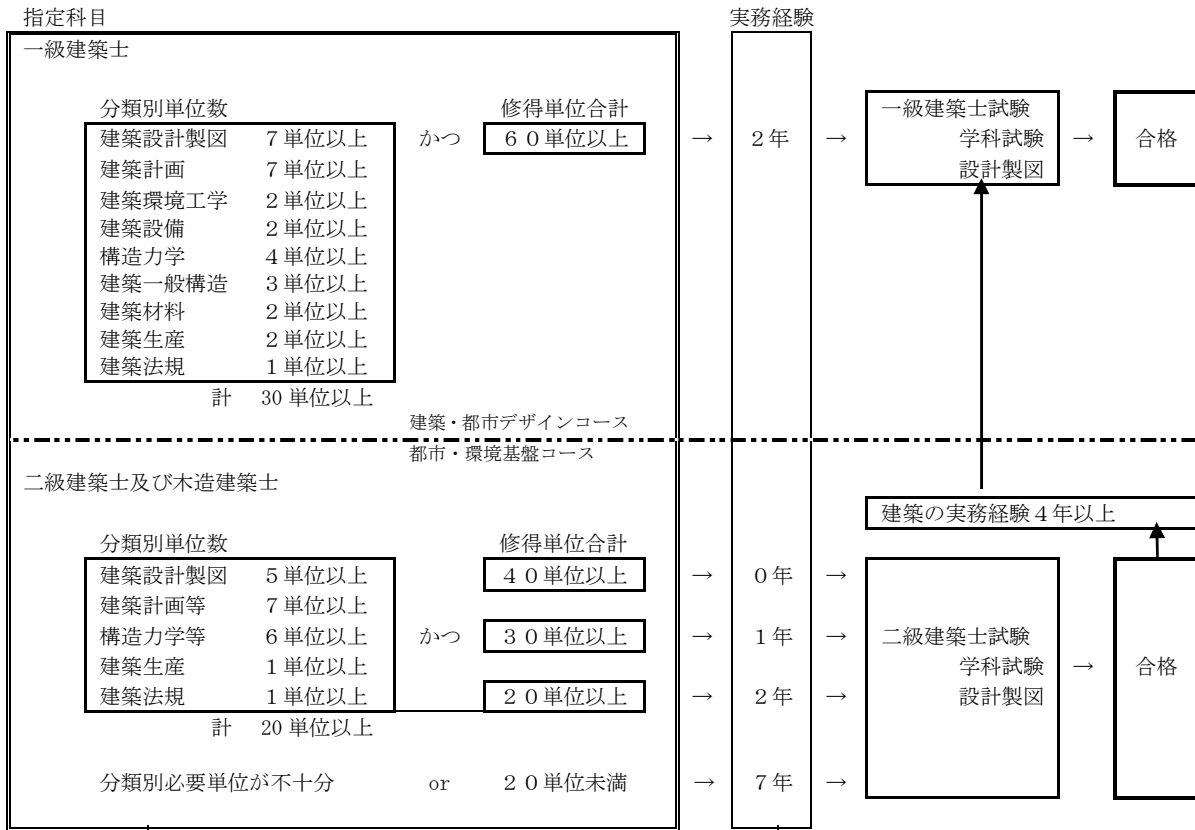 指定科目 実務経験
一級建築士
分類別単位数 修得単位合計 一級建築士試験
建築設計製図 ７単位以上 かつ ６０単位以上 → ２年 → 学科試験 → 合格
建築計画 ７単位以上 設計製図
建築環境工学 ２単位以上
建築設備 ２単位以上
構造力学 ４単位以上
建築一般構造 ３単位以上
建築材料 ２単位以上
建築生産 ２単位以上
建築法規 １単位以上
計 30 単位以上
建築・都市デザインコース
都市・環境基盤コース
二級建築士及び木造建築士
建築の実務経験４年以上
分類別単位数 修得単位合計
建築設計製図 ５単位以上 ４０単位以上 → ０年 →
建築計画等 ７単位以上
構造力学等 ６単位以上 かつ ３０単位以上 → １年 → 二級建築士試験
建築生産 １単位以上 学科試験 → 合格
建築法規 １単位以上 ２０単位以上 → ２年 → 設計製図
計 20 単位以上
分類別必要単位が不十分 or ２０単位未満 → ７年 →